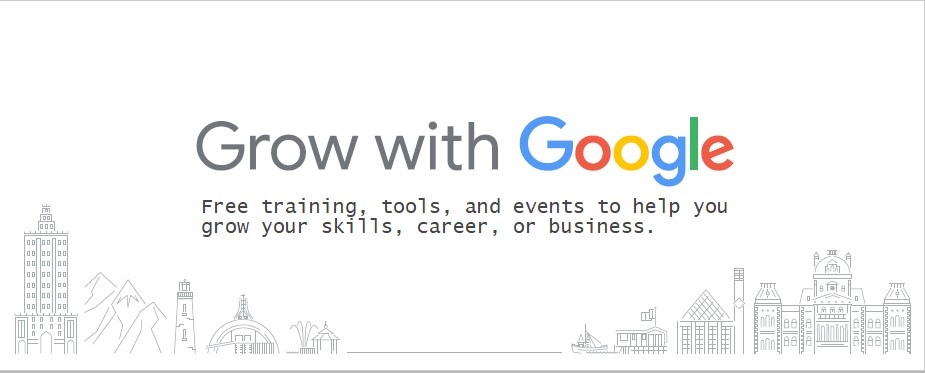 Grow with Google
Free training, tools, and events to help you
grow your skills, career, or business.